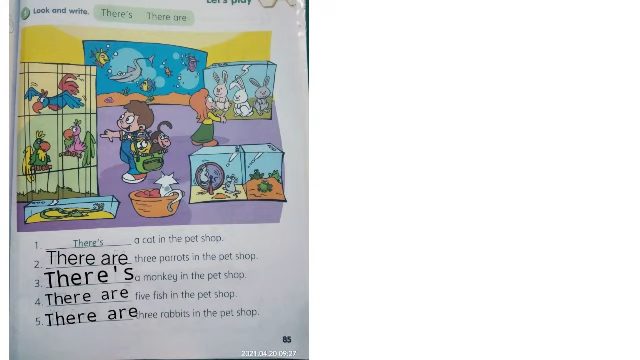 Let's play
Look and write.
There's There are
1. There's a cat in the pet shop.
2. There are three parrots in the pet shop.
3. There's a monkey in the pet shop.
4. There are five fish in the pet shop.
5. There are hree rabbits in the pet shop.
85
2021.04.20 09:27